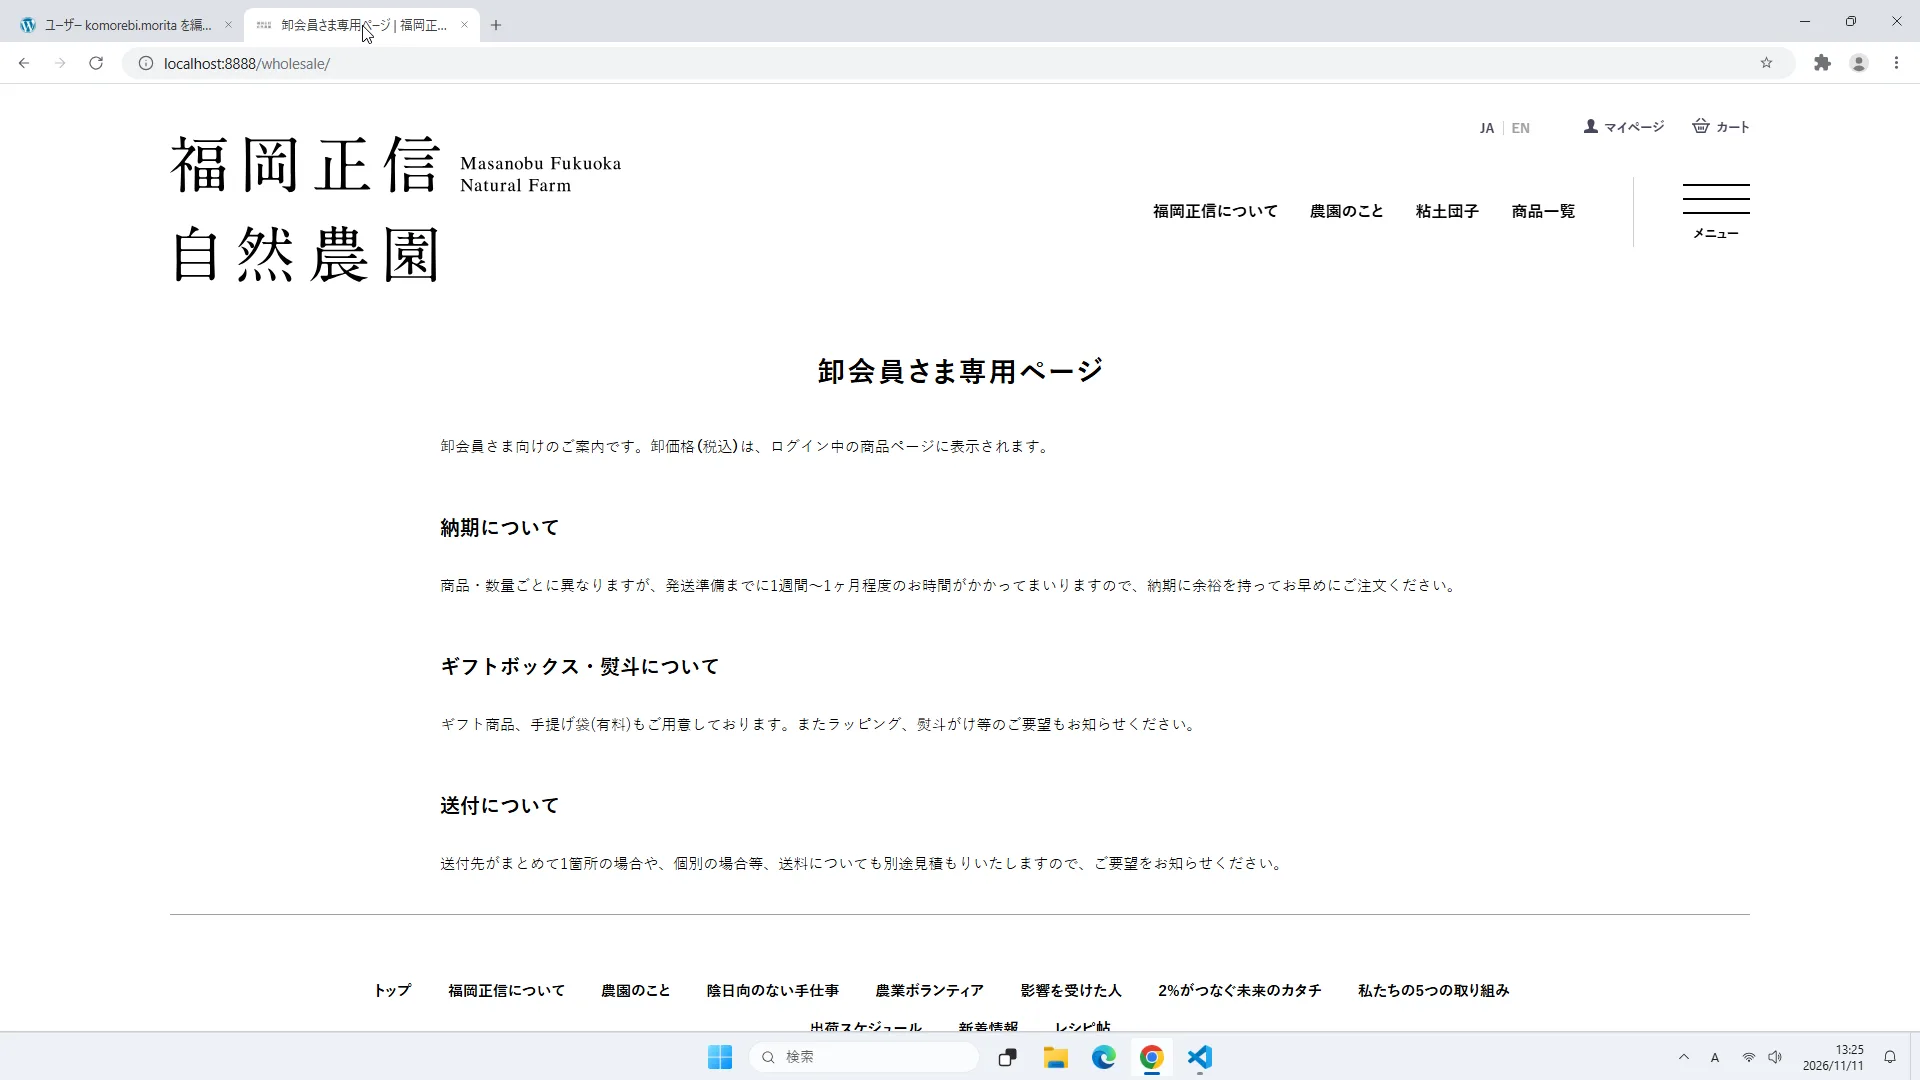 ユーザー komorebi.morita を編...
卸会員さま専用ページ | 福岡正...
localhost:8888/wholesale/
JA | EN
マイページ
カート
福岡正信
自然農園
Masanobu Fukuoka
Natural Farm
福岡正信について
農園のこと
粘土団子
商品一覧
メニュー
卸会員さま専用ページ
卸会員さま向けのご案内です。卸価格(税込)は、ログイン中の商品ページに表示されます。
納期について
商品・数量ごとに異なりますが、発送準備までに1週間〜1ヶ月程度のお時間がかかってまいりますので、納期に余裕を持ってお早めにご注文ください。
ギフトボックス・熨斗について
ギフト商品、手提げ袋(有料)もご用意しております。またラッピング、熨斗がけ等のご要望もお知らせください。
送付について
送付先がまとめて1箇所の場合や、個別の場合等、送料についても別途見積もりいたしますので、ご要望をお知らせください。
トップ 福岡正信について 農園のこと 陰日向のない手仕事 農業ボランティア 影響を受けた人 2%がつなぐ未来のカタチ 私たちの5つの取り組み
出荷スケジュール 新着情報 レシピ帖
検索
A
13:25
2026/11/11